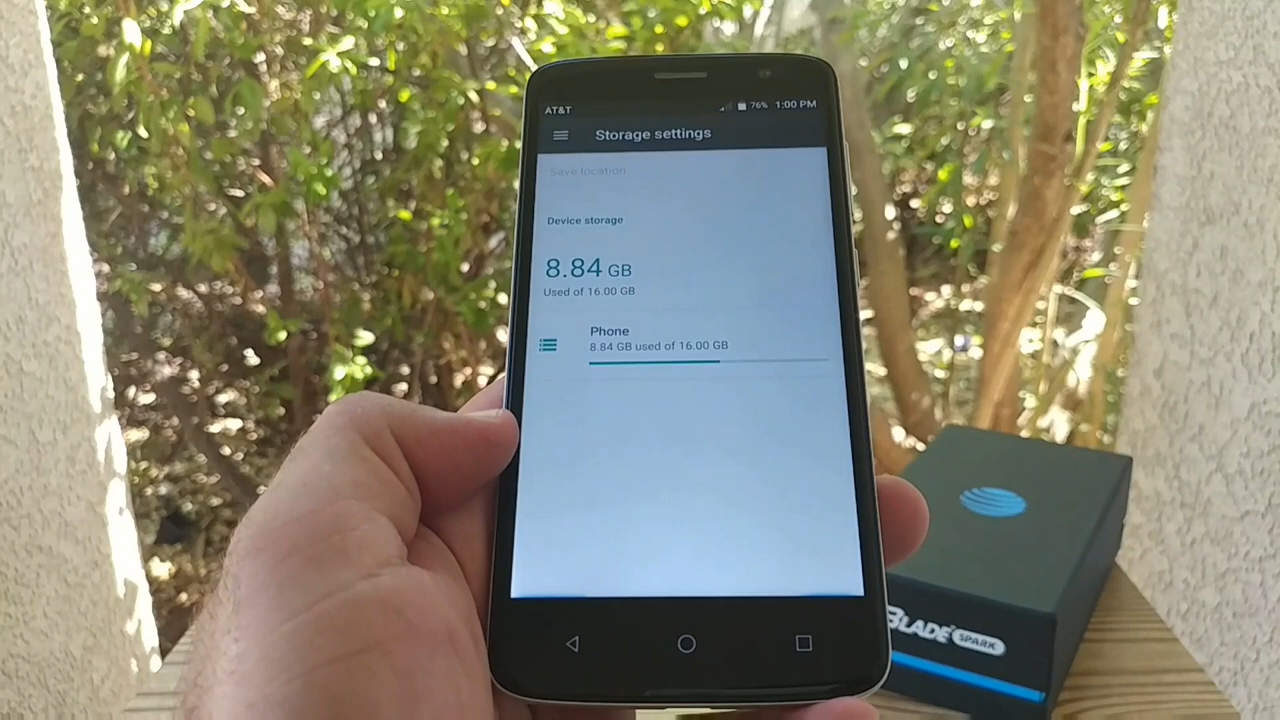 AT&T 76% 1:00 PM
Storage settings
Save location
Device storage
8.84 GB
Used of 16.00 GB
Phone
8.84 GB used of 16.00 GB
BLADE SPARK